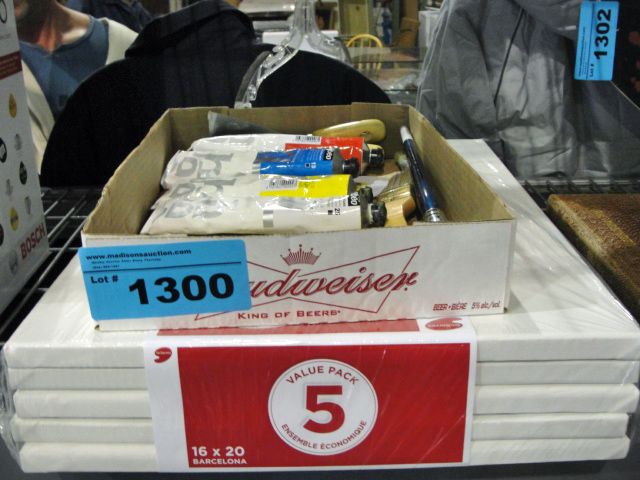 LOT # 1302
www.madisonsauction.com
Lot # 1300
Budweiser
KING OF BEERS
BEER • BIÈRE 5% alc./vol.
VALUE PACK
5
ENSEMBLE ÉCONOMIQUE
16 x 20
BARCELONA
BOSCH